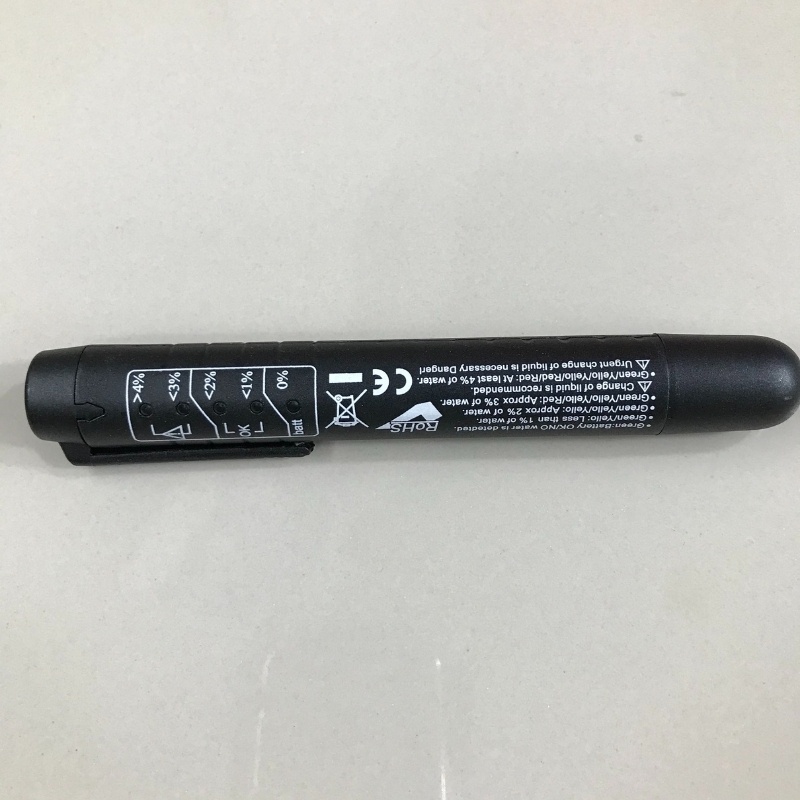 >4%
<3%
<2%
<1%
0%
OK
batt
CE
RoHS
•Green:Battery OK/NO water is detedted.
•Green/Yello: Less than 1% of water.
•Green/Yello/Yello: Approx 2% of water.
•Green/Yello/Yello/Red: Approx 3% of water.
⚠ Change of liquid is recommended.
•Green/Yello/Yello/Red/Red: At least 4% of water.
⚠ Urgent change of liquid is necessary Danger!